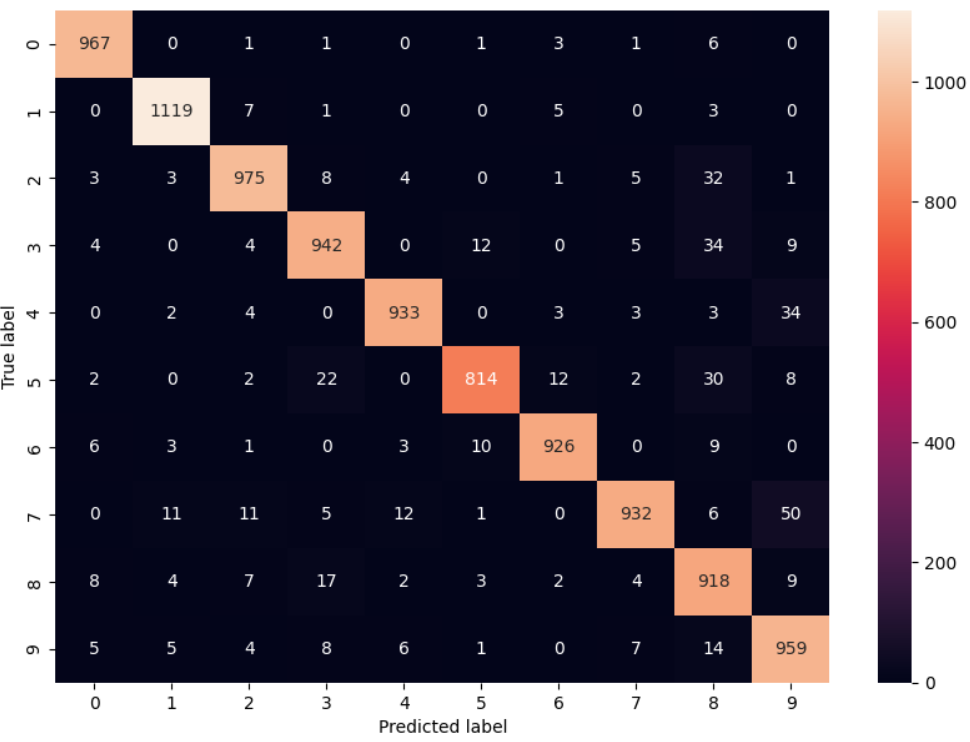 0 967 0 1 1 0 1 3 1 6 0
1 0 1119 7 1 0 0 5 0 3 0
2 3 3 975 8 4 0 1 5 32 1
3 4 0 4 942 0 12 0 5 34 9
4 0 2 4 0 933 0 3 3 3 34
5 2 0 2 22 0 814 12 2 30 8
6 6 3 1 0 3 10 926 0 9 0
7 0 11 11 5 12 1 0 932 6 50
8 8 4 7 17 2 3 2 4 918 9
9 5 5 4 8 6 1 0 7 14 959
0 1 2 3 4 5 6 7 8 9
Predicted label
True label
1000
800
600
400
200
0